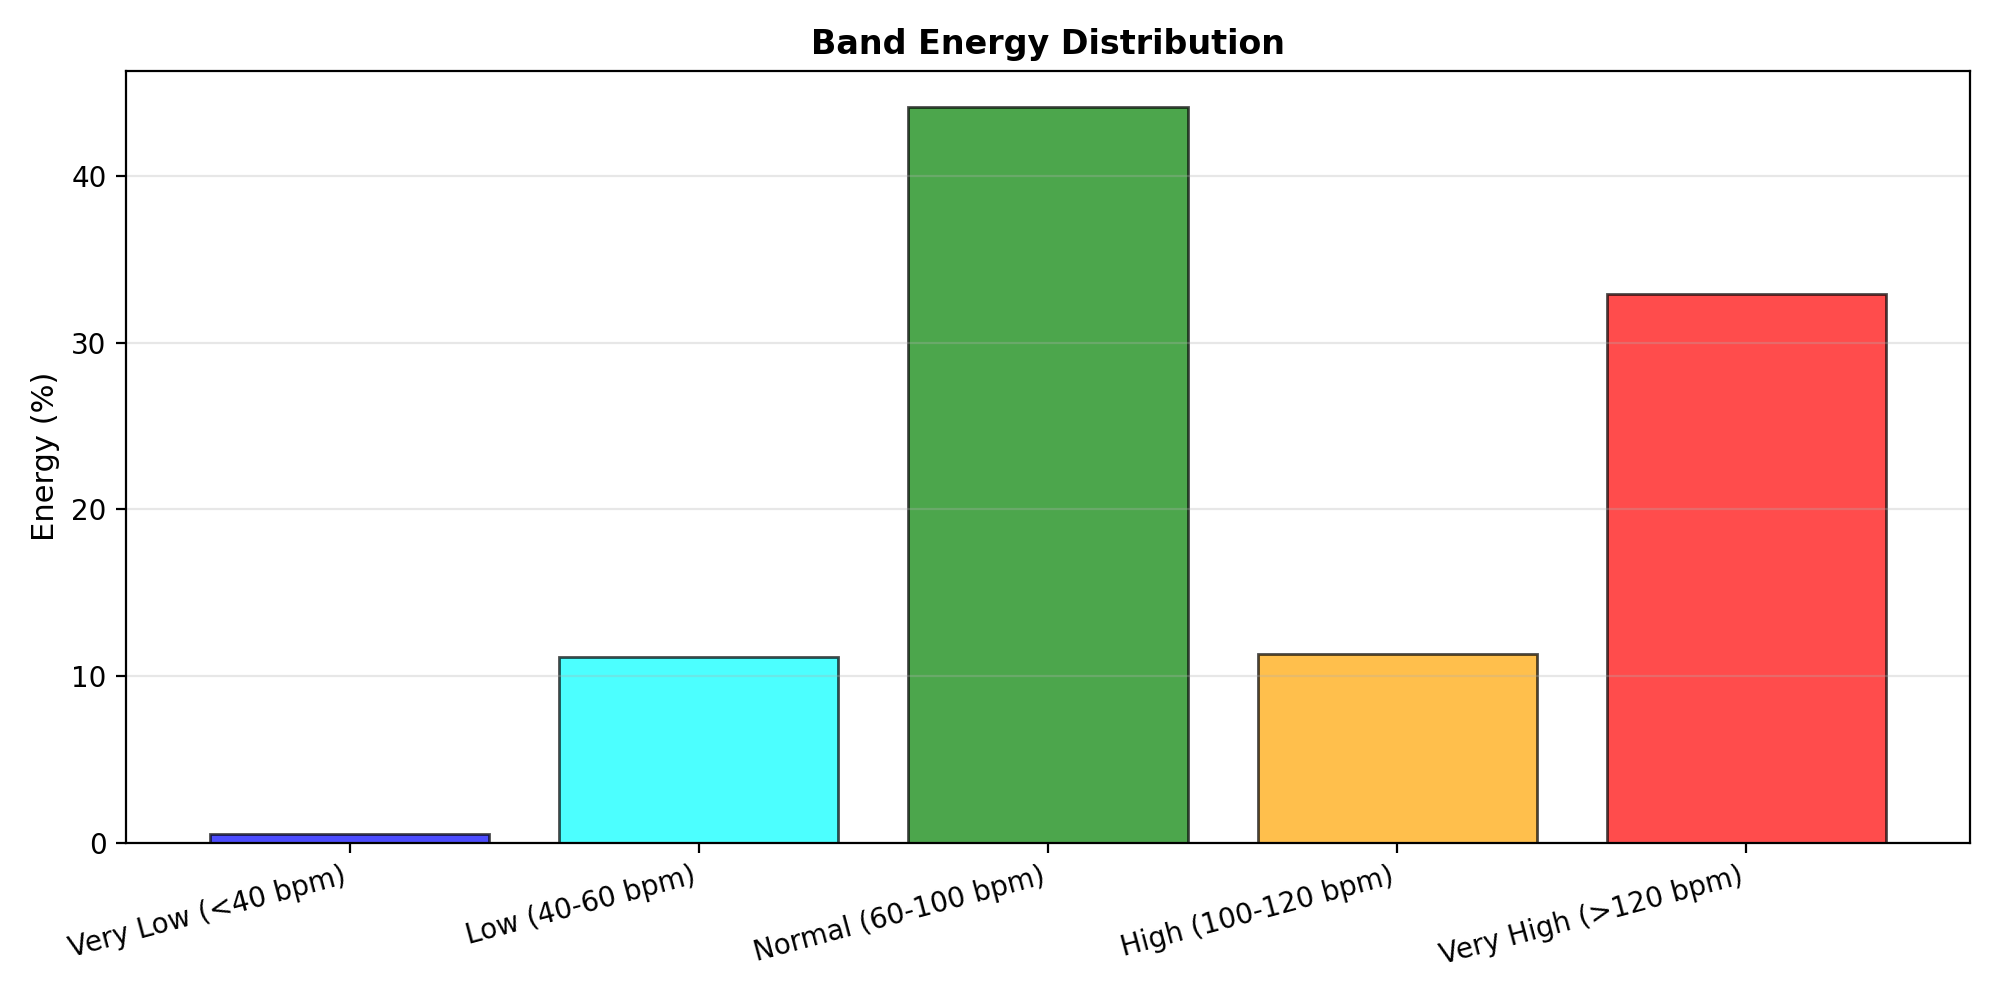 Band Energy Distribution
Energy (%)
40
30
20
10
0
Very Low (<40 bpm)
Low (40-60 bpm)
Normal (60-100 bpm)
High (100-120 bpm)
Very High (>120 bpm)